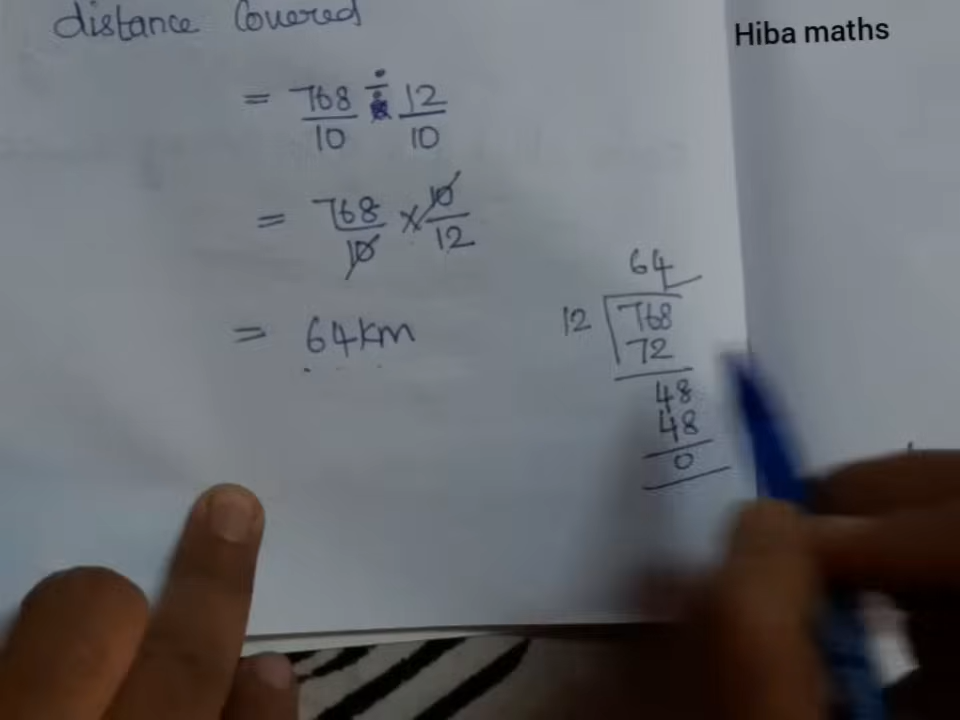 distance Covered
Hiba maths
= 768/10 ÷ 12/10
= 768/10 × 10/12
= 64km
64
12 768
72
48
48
0